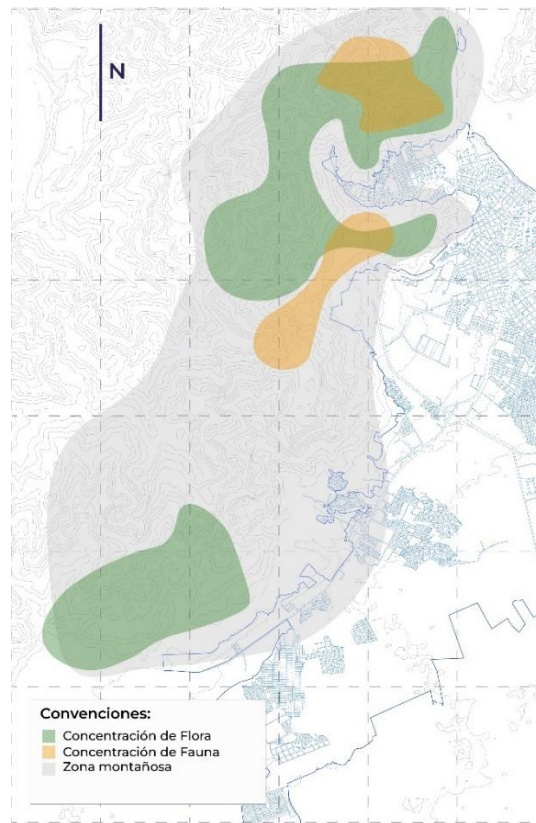 N
Convenciones:
Concentración de Flora
Concentración de Fauna
Zona montañosa